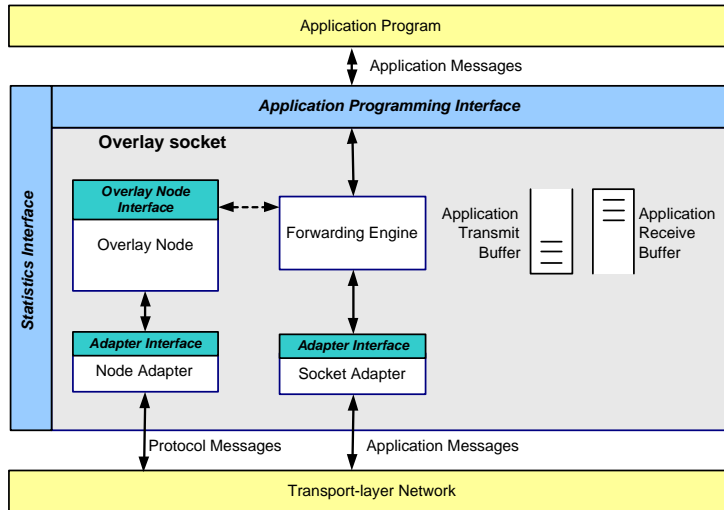 Application Program
Application Messages
Application Programming Interface
Statistics Interface
Overlay socket
Overlay Node
Interface
Overlay Node
Forwarding Engine
Application
Transmit
Buffer
Application
Receive
Buffer
Adapter Interface
Node Adapter
Adapter Interface
Socket Adapter
Protocol Messages
Application Messages
Transport-layer Network